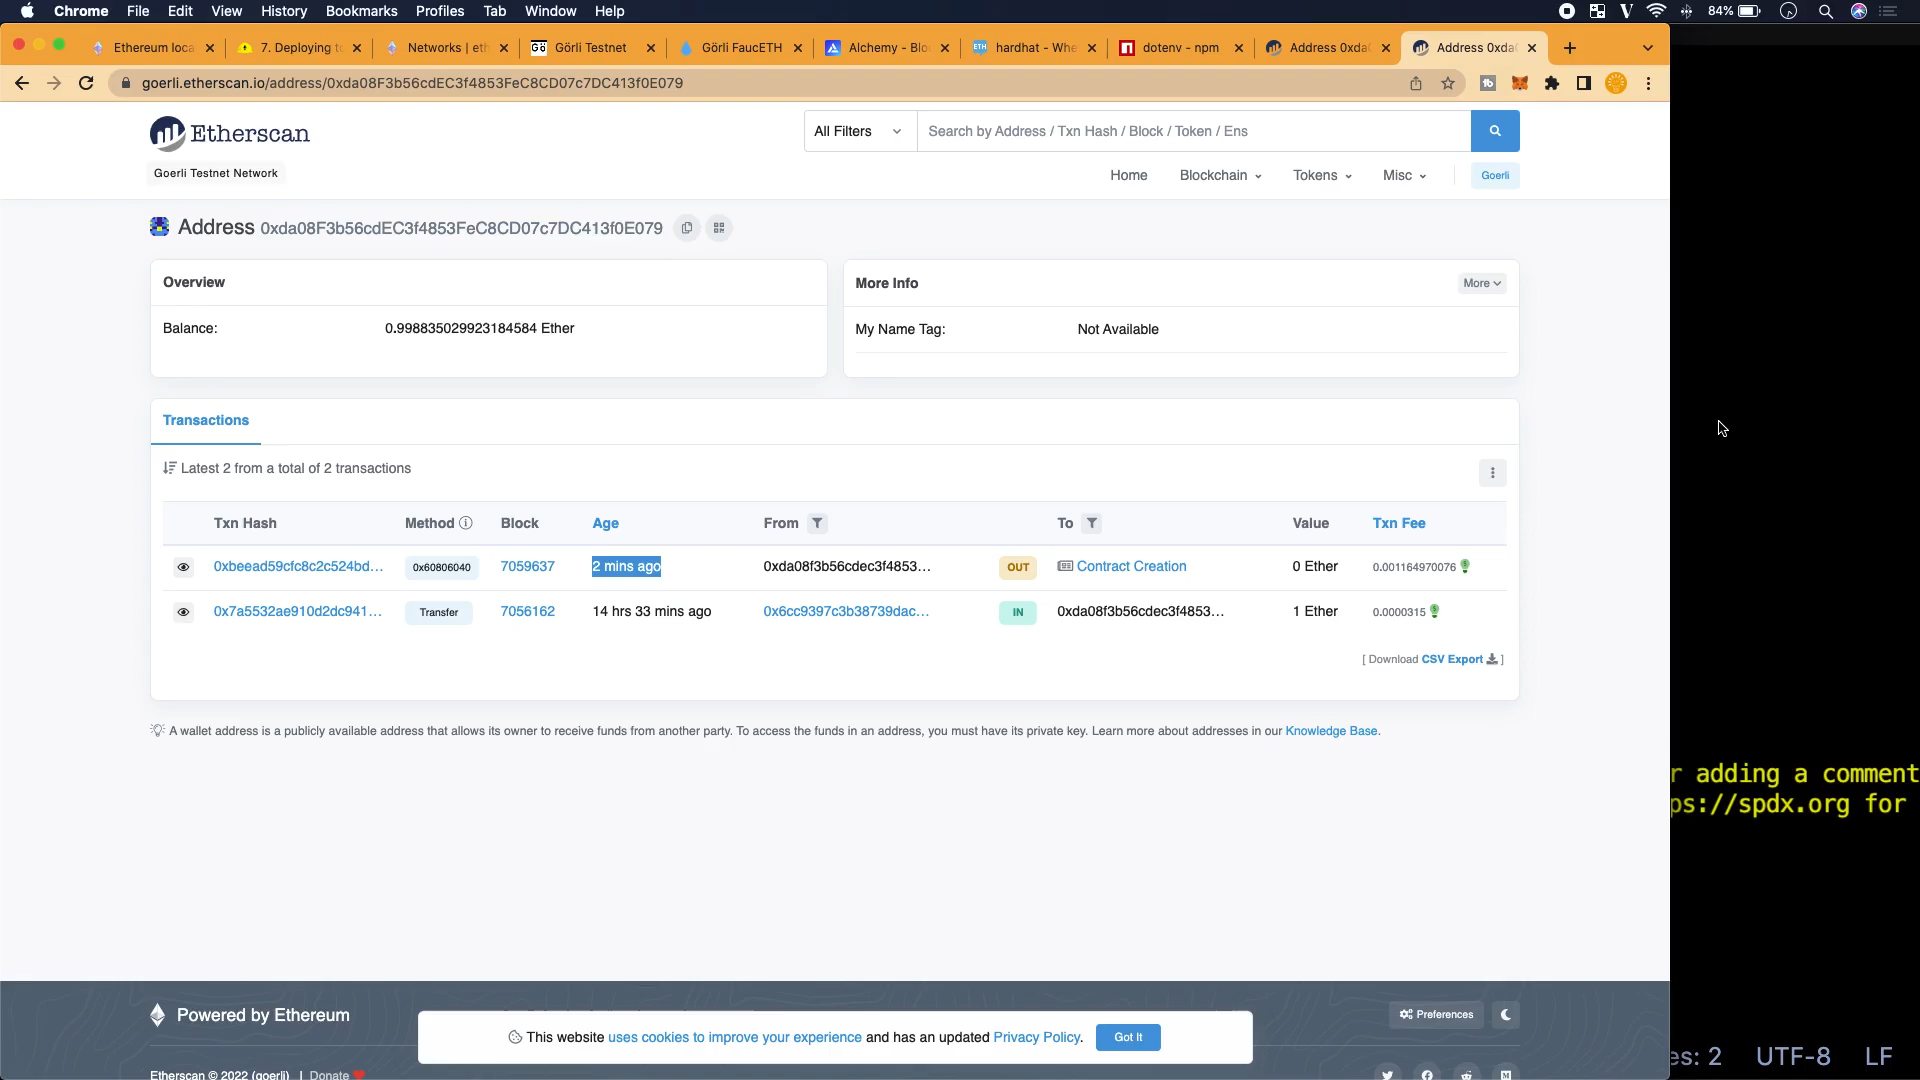 Chrome File Edit View History Bookmarks Profiles Tab Window Help 84%
Ethereum loca 7. Deploying to Networks | eth Görli Testnet Görli FaucETH Alchemy - Blo hardhat - Whe dotenv - npm Address 0xda Address 0xda
goerli.etherscan.io/address/0xda08F3b56cdEC3f4853FeC8CD07c7DC413f0E079
Etherscan
All Filters Search by Address / Txn Hash / Block / Token / Ens
Goerli Testnet Network
Home Blockchain Tokens Misc Goerli
Address 0xda08F3b56cdEC3f4853FeC8CD07c7DC413f0E079
Overview
Balance: 0.998835029923184584 Ether
More Info More
My Name Tag: Not Available
Transactions
Latest 2 from a total of 2 transactions
Txn Hash Method Block Age From To Value Txn Fee
0xbeead59cfc8c2c524bd... 0x60806040 7059637 2 mins ago 0xda08f3b56cdec3f4853... OUT Contract Creation 0 Ether 0.001164970076
0x7a5532ae910d2dc941... Transfer 7056162 14 hrs 33 mins ago 0x6cc9397c3b38739dac... IN 0xda08f3b56cdec3f4853... 1 Ether 0.0000315
[ Download CSV Export ]
A wallet address is a publicly available address that allows its owner to receive funds from another party. To access the funds in an address, you must have its private key. Learn more about addresses in our Knowledge Base.
r adding a comment
ps://spdx.org for
Powered by Ethereum
Preferences
This website uses cookies to improve your experience and has an updated Privacy Policy. Got It
Etherscan © 2022 (goerli) | Donate
es: 2 UTF-8 LF